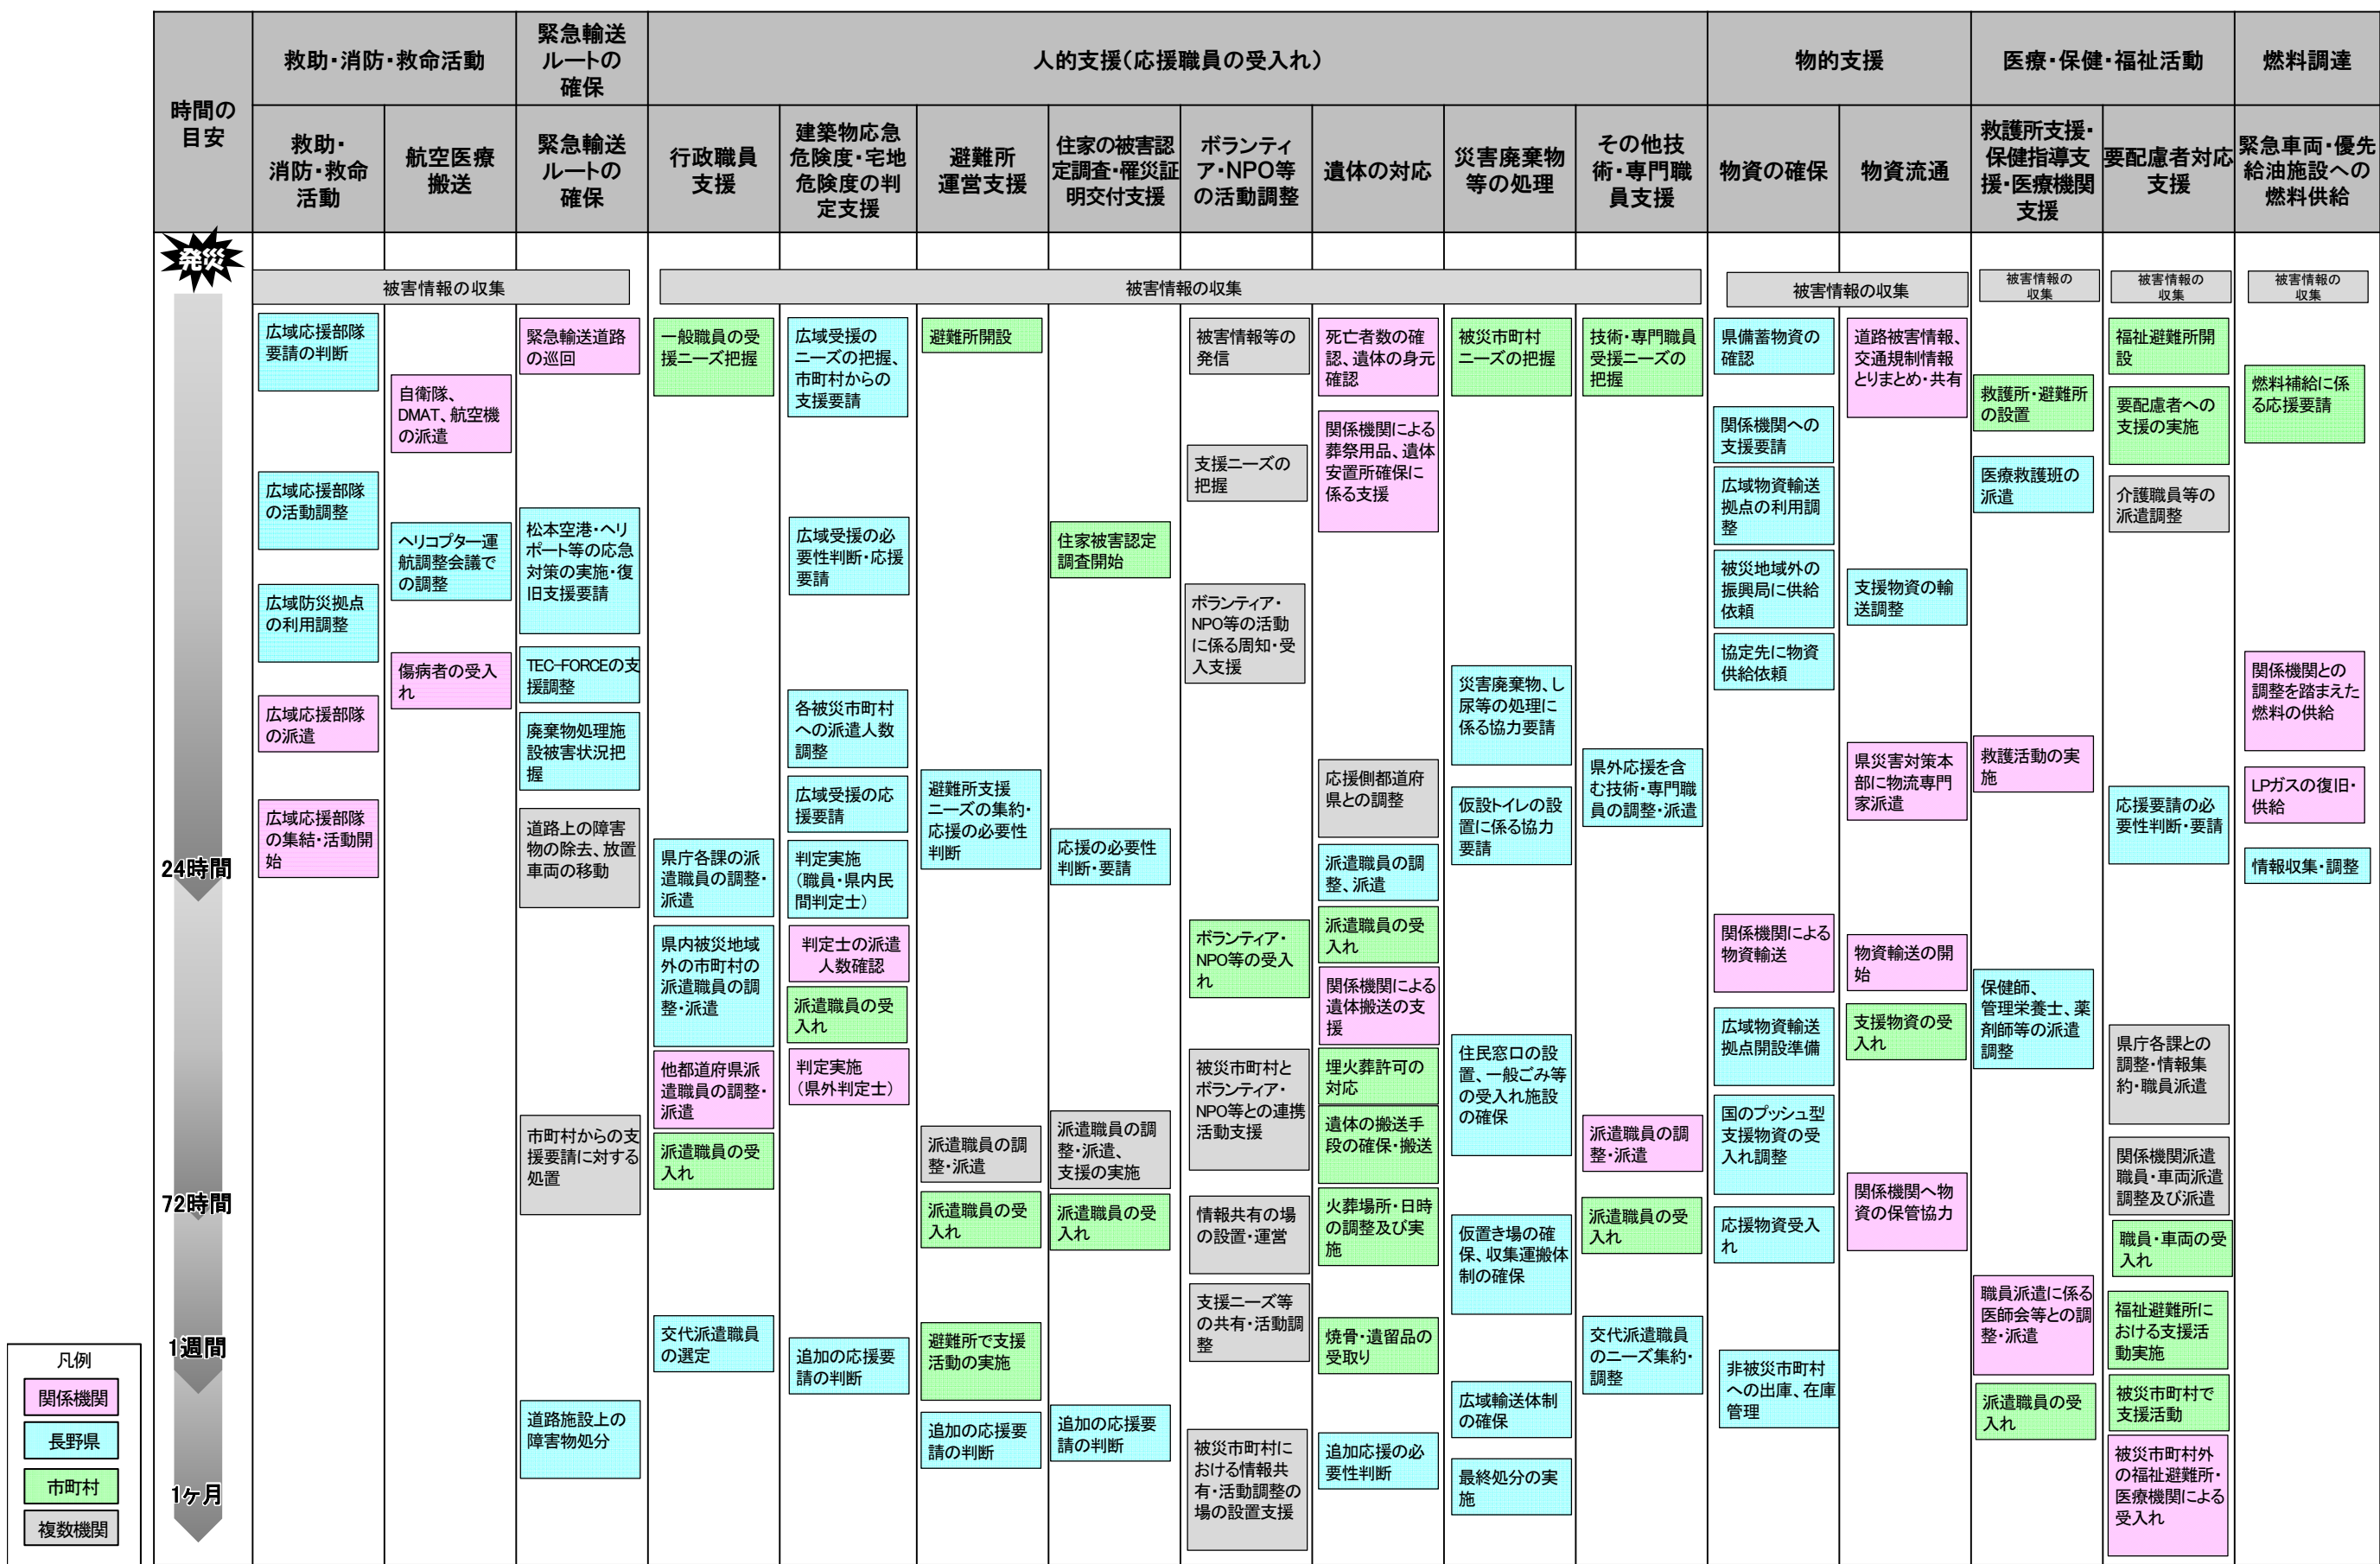 時間の
目安
救助・消防・救命活動
緊急輸送
ルートの
確保
人的支援（応援職員の受入れ）
物的支援
医療・保健・福祉活動
燃料調達
救助・
消防・救命
活動
航空医療
搬送
緊急輸送
ルートの
確保
行政職員
支援
建築物応急
危険度・宅地
危険度の判
定支援
避難所
運営支援
住家の被害認
定調査・罹災証
明交付支援
ボランティ
ア・NPO等
の活動調整
遺体の対応
災害廃棄物
等の処理
その他技
術・専門職
員支援
物資の確保
物資流通
救護所支援・
保健指導支
援・医療機関
支援
要配慮者対応
支援
緊急車両・優先
給油施設への
燃料供給
発災
24時間
72時間
1週間
1ヶ月
被害情報の収集
被害情報の収集
被害情報の収集
被害情報の
収集
被害情報の
収集
被害情報の
収集
広域応援部隊
要請の判断
広域応援部隊
の活動調整
広域防災拠点
の利用調整
広域応援部隊
の派遣
広域応援部隊
の集結・活動開
始
自衛隊、
DMAT、航空機
の派遣
ヘリコプター運
航調整会議で
の調整
傷病者の受入
れ
緊急輸送道路
の巡回
松本空港・ヘリ
ポート等の応急
対策の実施・復
旧支援要請
TEC-FORCEの支
援調整
廃棄物処理施
設被害状況把
握
道路上の障害
物の除去、放置
車両の移動
市町村からの支
援要請に対する
処置
道路施設上の
障害物処分
一般職員の受
援ニーズ把握
県庁各課の派
遣職員の調整・
派遣
県内被災地域
外の市町村の
派遣職員の調
整・派遣
他都道府県派
遣職員の調整・
派遣
派遣職員の受
入れ
交代派遣職員
の選定
広域受援の
ニーズの把握、
市町村からの
支援要請
広域受援の必
要性判断・応援
要請
各被災市町村
への派遣人数
調整
広域受援の応
援要請
判定実施
（職員・県内民
間判定士）
判定士の派遣
人数確認
派遣職員の受
入れ
判定実施
（県外判定士）
追加の応援要
請の判断
避難所開設
避難所支援
ニーズの集約・
応援の必要性
判断
派遣職員の調
整・派遣
派遣職員の受
入れ
避難所で支援
活動の実施
追加の応援要
請の判断
住家被害認定
調査開始
応援の必要性
判断・要請
派遣職員の調
整・派遣、
支援の実施
派遣職員の受
入れ
追加の応援要
請の判断
被害情報等の
発信
支援ニーズの
把握
ボランティア・
NPO等の活動
に係る周知・受
入支援
ボランティア・
NPO等の受入
れ
被災市町村と
ボランティア・
NPO等との連携
活動支援
情報共有の場
の設置・運営
支援ニーズ等
の共有・活動調
整
被災市町村に
おける情報共
有・活動調整の
場の設置支援
死亡者数の確
認、遺体の身元
確認
関係機関による
葬祭用品、遺体
安置所確保に
係る支援
応援側都道府
県との調整
派遣職員の調
整、派遣
派遣職員の受
入れ
関係機関による
遺体搬送の支
援
埋火葬許可の
対応
遺体の搬送手
段の確保・搬送
火葬場所・日時
の調整及び実
施
焼骨・遺留品の
受取り
追加応援の必
要性判断
被災市町村
ニーズの把握
災害廃棄物、し
尿等の処理に
係る協力要請
仮設トイレの設
置に係る協力
要請
住民窓口の設
置、一般ごみ等
の受入れ施設
の確保
仮置き場の確
保、収集運搬体
制の確保
広域輸送体制
の確保
最終処分の実
施
技術・専門職員
受援ニーズの
把握
県外応援を含
む技術・専門職
員の調整・派遣
派遣職員の調
整・派遣
派遣職員の受
入れ
交代派遣職員
のニーズ集約・
調整
県備蓄物資の
確認
関係機関への
支援要請
広域物資輸送
拠点の利用調
整
被災地域外の
振興局に供給
依頼
協定先に物資
供給依頼
関係機関による
物資輸送
広域物資輸送
拠点開設準備
国のプッシュ型
支援物資の受
入れ調整
応援物資受入
れ
非被災市町村
への出庫、在庫
管理
道路被害情報、
交通規制情報
とりまとめ・共有
支援物資の輸
送調整
県災害対策本
部に物流専門
家派遣
物資輸送の開
始
支援物資の受
入れ
関係機関へ物
資の保管協力
救護所・避難所
の設置
医療救護班の
派遣
救護活動の実
施
保健師、
管理栄養士、薬
剤師等の派遣
調整
職員派遣に係る
医師会等との調
整・派遣
派遣職員の受
入れ
福祉避難所開
設
要配慮者への
支援の実施
介護職員等の
派遣調整
応援要請の必
要性判断・要請
県庁各課との
調整・情報集
約・職員派遣
関係機関派遣
職員・車両派遣
調整及び派遣
職員・車両の受
入れ
福祉避難所に
おける支援活
動実施
被災市町村で
支援活動
被災市町村外
の福祉避難所・
医療機関による
受入れ
燃料補給に係
る応援要請
関係機関との
調整を踏まえた
燃料の供給
LPガスの復旧・
供給
情報収集・調整
凡例
関係機関
長野県
市町村
複数機関